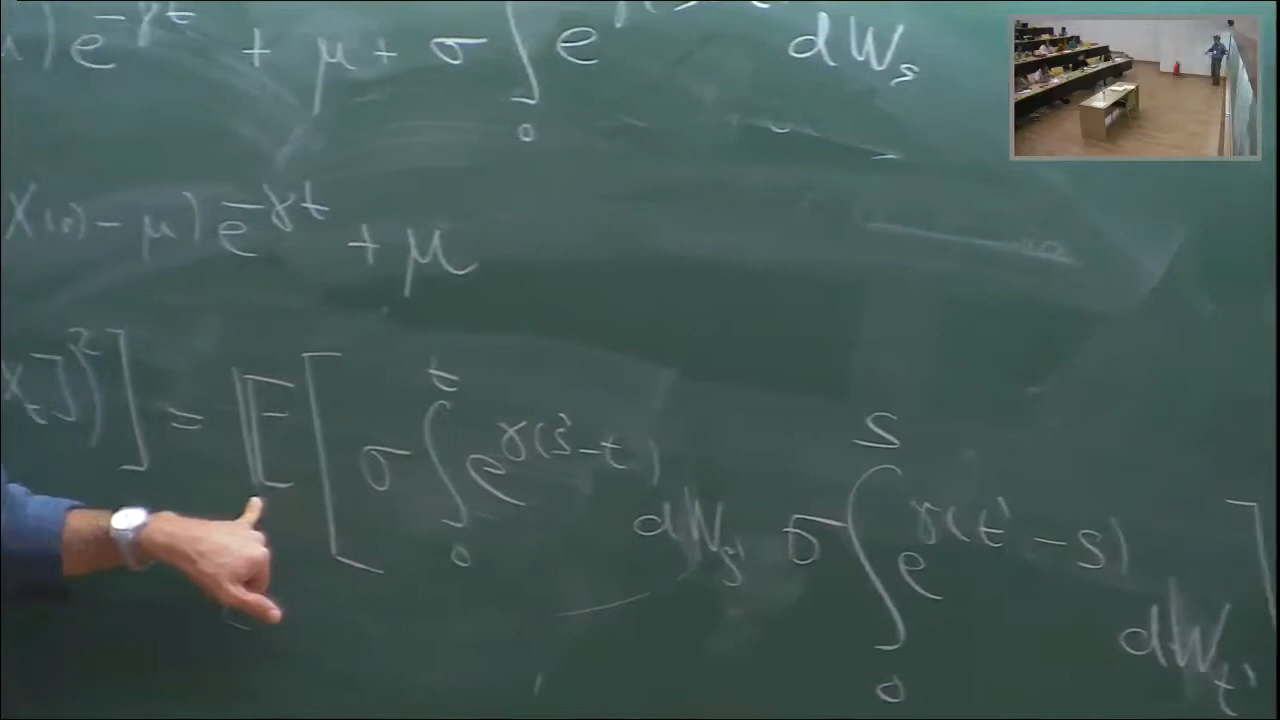 μ) e^{-γt} + μ + σ ∫_0 e^{γ(s-t)} dW_s
X(0) - μ) e^{-γt} + μ
X_t])^2] = E[σ ∫_0^t e^{γ(s'-t)} dW_{s'} σ ∫_0^s e^{γ(t'-s)} dW_{t'}]